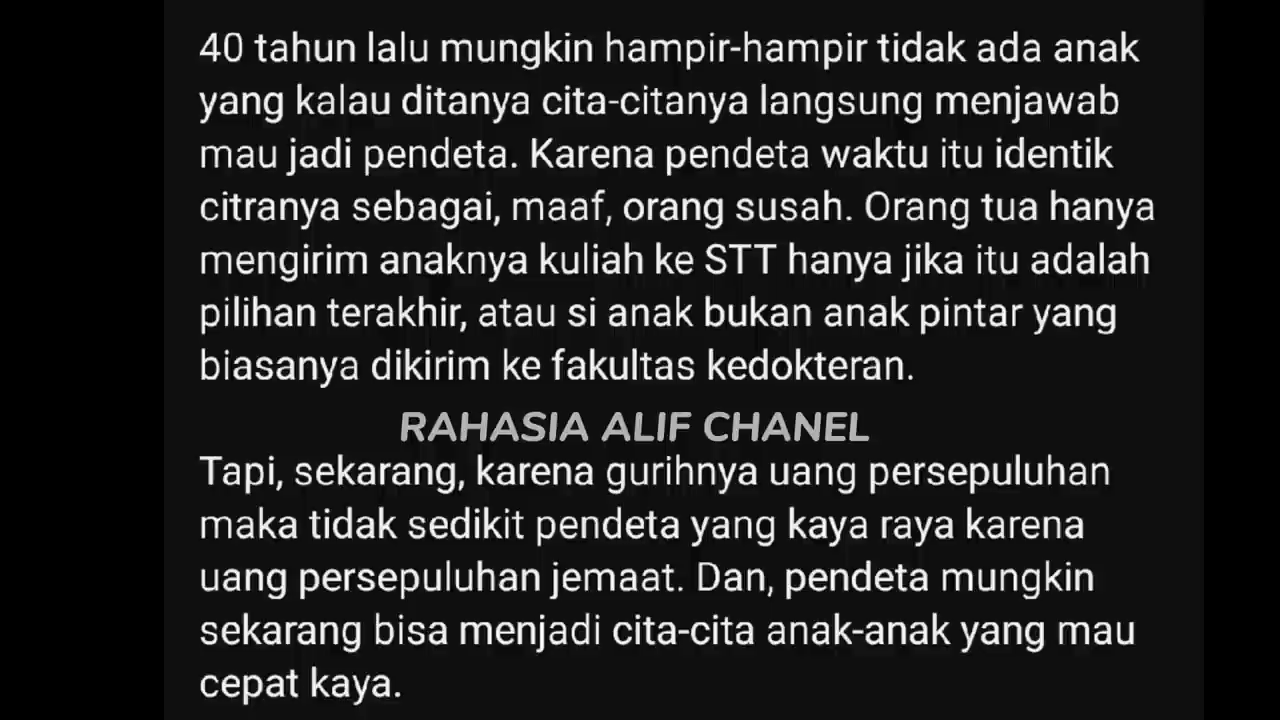 40 tahun lalu mungkin hampir-hampir tidak ada anak
yang kalau ditanya cita-citanya langsung menjawab
mau jadi pendeta. Karena pendeta waktu itu identik
citranya sebagai, maaf, orang susah. Orang tua hanya
mengirim anaknya kuliah ke STT hanya jika itu adalah
pilihan terakhir, atau si anak bukan anak pintar yang
biasanya dikirim ke fakultas kedokteran.
RAHASIA ALIF CHANEL
Tapi, sekarang, karena gurihnya uang persepuluhan
maka tidak sedikit pendeta yang kaya raya karena
uang persepuluhan jemaat. Dan, pendeta mungkin
sekarang bisa menjadi cita-cita anak-anak yang mau
cepat kaya.